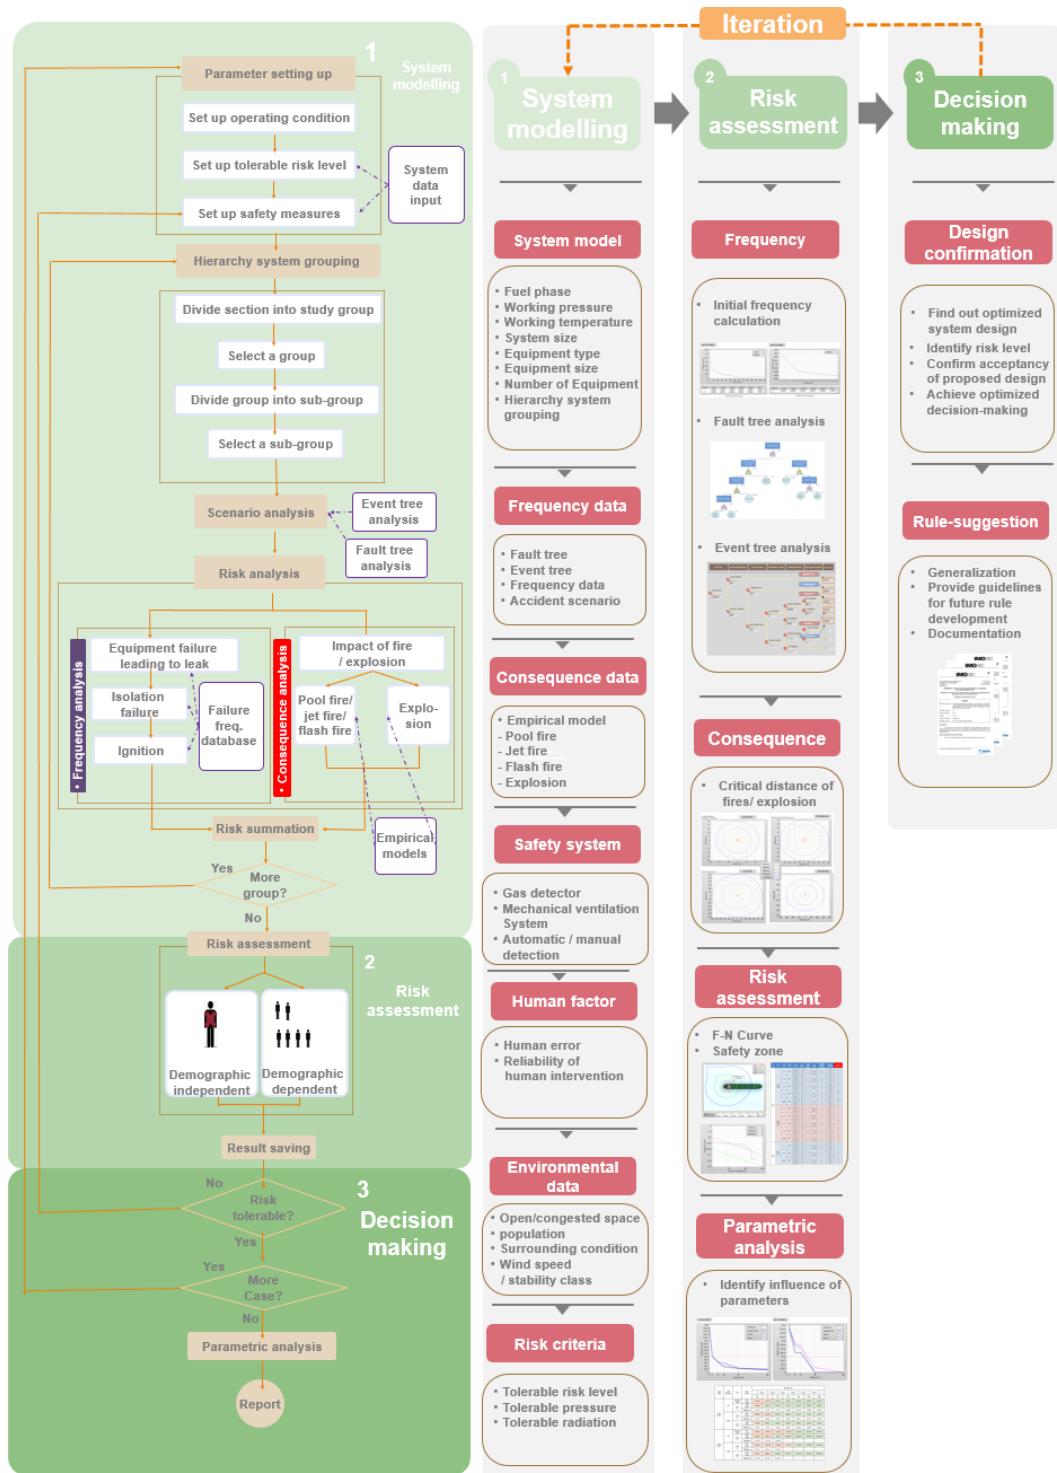 Iteration
1
System
modelling
Parameter setting up
Set up operating condition
Set up tolerable risk level
Set up safety measures
System
data
input
Hierarchy system grouping
Divide section into study group
Select a group
Divide group into sub-group
Select a sub-group
Scenario analysis
Event tree
analysis
Fault tree
analysis
Risk analysis
• Frequency analysis
Equipment failure
leading to leak
Isolation
failure
Ignition
Failure
freq.
database
• Consequence analysis
Impact of fire
/ explosion
Pool fire/
jet fire/
flash fire
Explo-
sion
Risk summation
Empirical
models
Yes
More
group?
No
Risk assessment
2
Risk
assessment
Demographic
independent
Demographic
dependent
Result saving
3
Decision
making
No
Risk
tolerable?
Yes
Yes
More
Case?
No
Parametric analysis
Report
1
System
modelling
System model
• Fuel phase
• Working pressure
• Working temperature
• System size
• Equipment type
• Equipment size
• Number of Equipment
• Hierarchy system
grouping
Frequency data
• Fault tree
• Event tree
• Frequency data
• Accident scenario
Consequence data
• Empirical model
- Pool fire
- Jet fire
- Flash fire
- Explosion
Safety system
• Gas detector
• Mechanical ventilation
System
• Automatic / manual
detection
Human factor
• Human error
• Reliability of
human intervention
Environmental
data
• Open/congested space
• population
• Surrounding condition
• Wind speed
/ stability class
Risk criteria
• Tolerable risk level
• Tolerable pressure
• Tolerable radiation
2
Risk
assessment
Frequency
• Initial frequency
calculation
• Fault tree analysis
• Event tree analysis
Consequence
• Critical distance of
fires/ explosion
Risk
assessment
• F-N Curve
• Safety zone
Parametric
analysis
• Identify influence of
parameters
3
Decision
making
Design
confirmation
• Find out optimized
system design
• Identify risk level
• Confirm acceptancy
of proposed design
• Achieve optimized
decision-making
Rule-suggestion
• Generalization
• Provide guidelines
for future rule
development
• Documentation
IMO